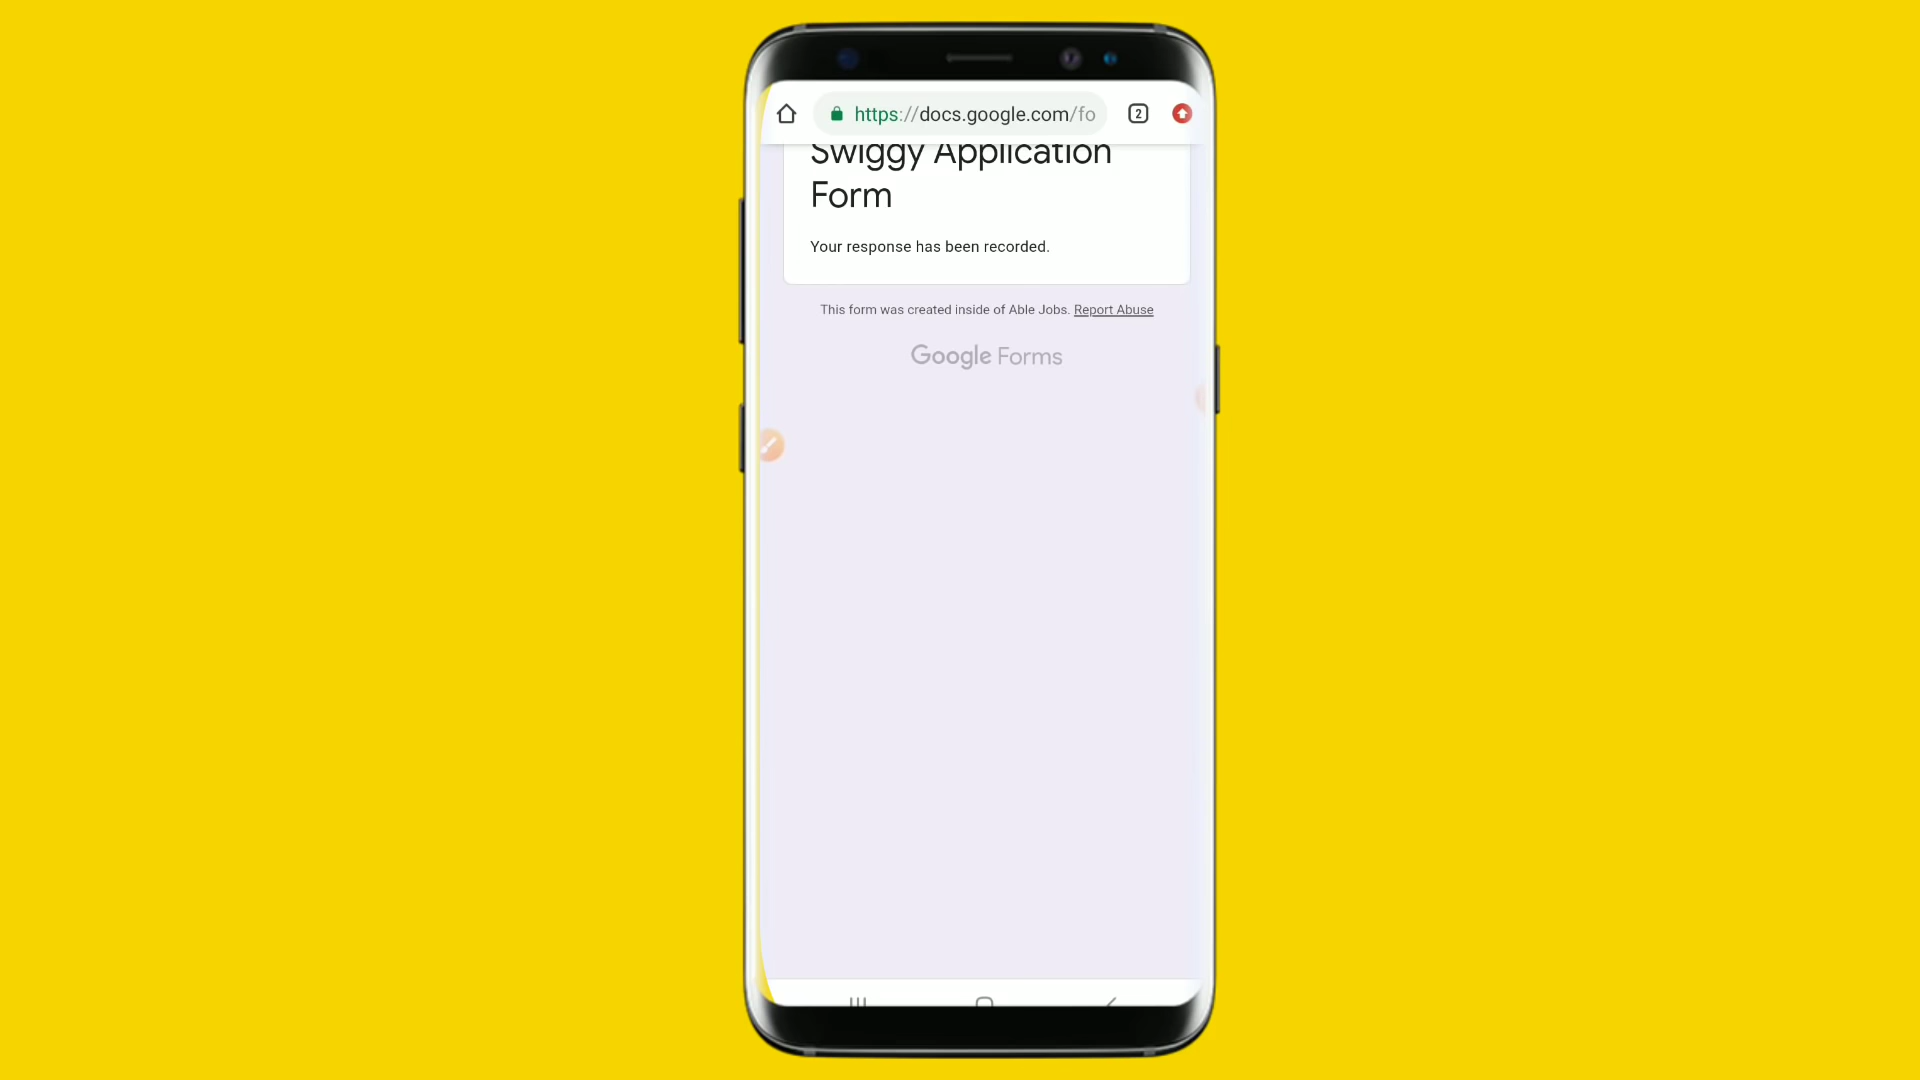 https://docs.google.com/fo
2
Swiggy Application
Form
Your response has been recorded.
This form was created inside of Able Jobs. Report Abuse
Google Forms